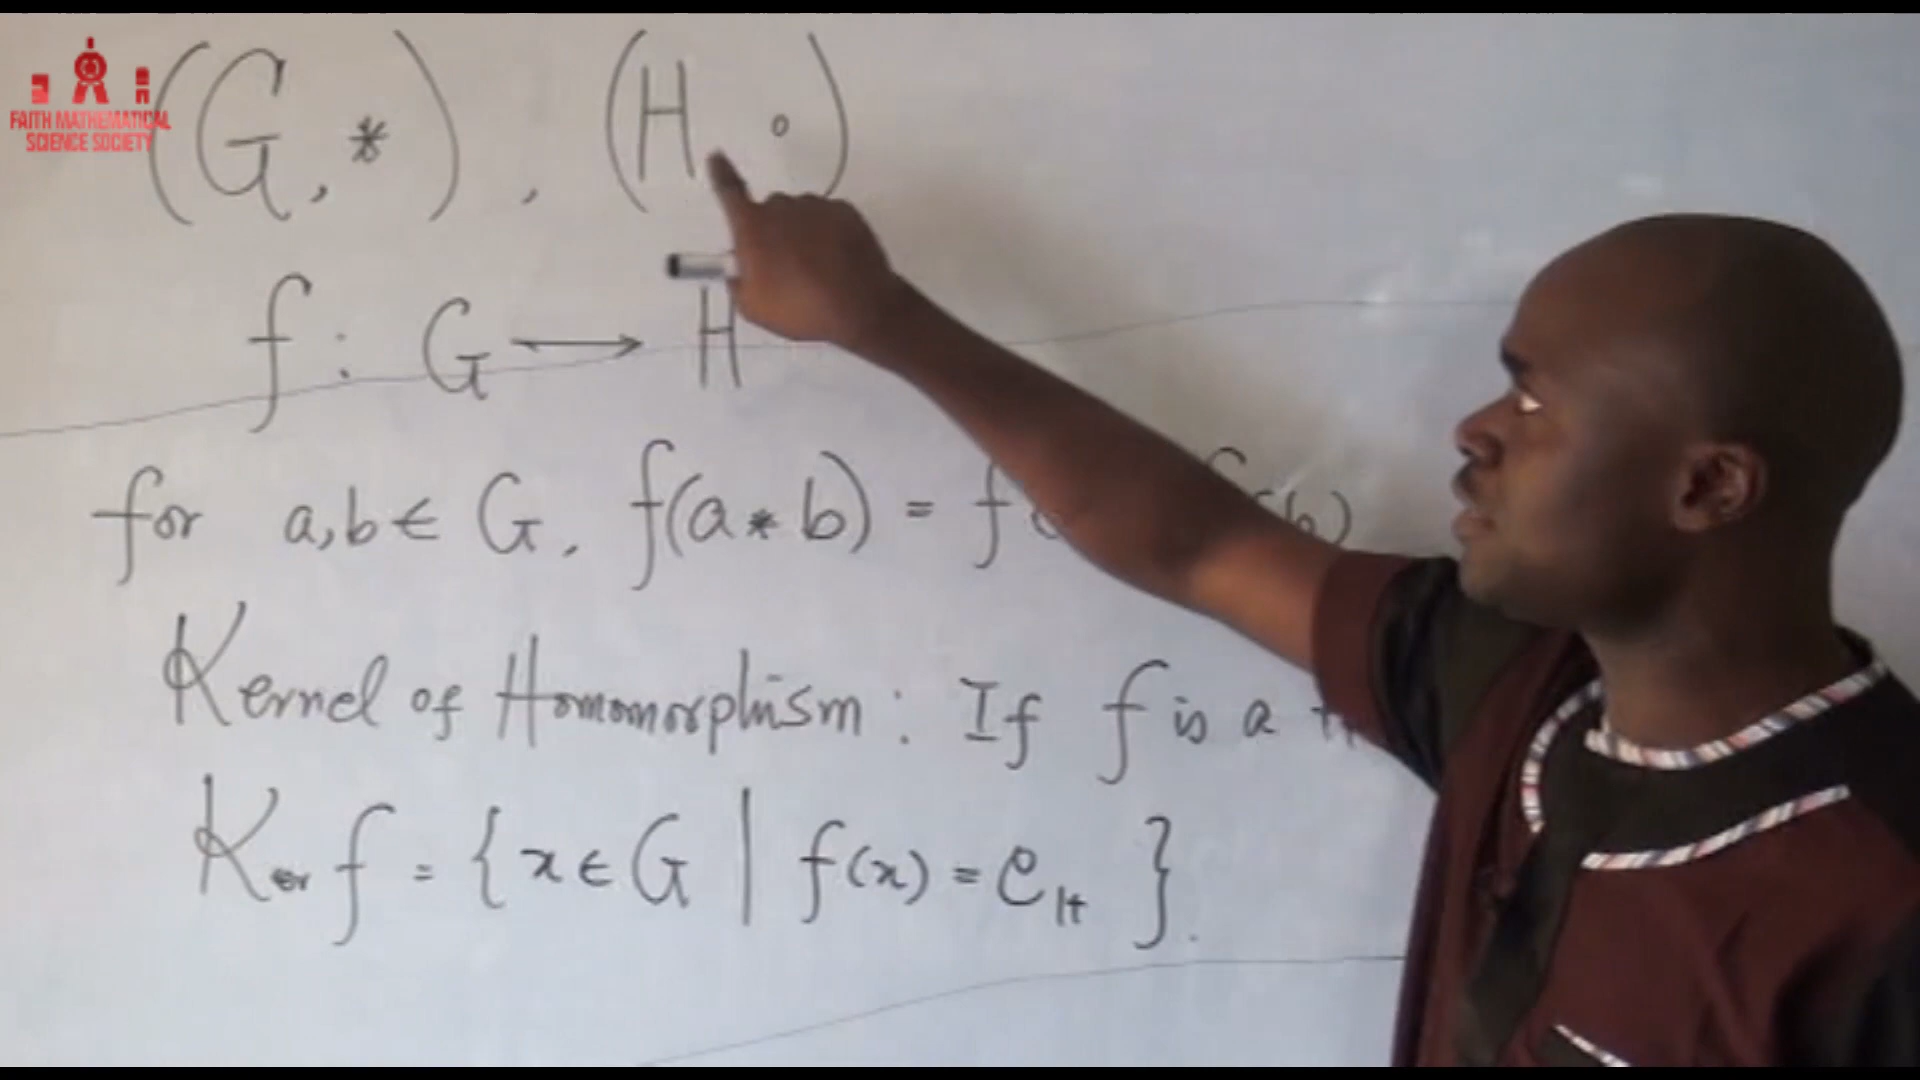 FAITH MATHEMATICAL
SCIENCE SOCIETY
(G, *), (H, ∘)
f : G ⟶ H
for a,b ∈ G, f(a * b) = f (b)
Kernel of Homomorphism : If f is a
Ker f = { x ∈ G | f(x) = e_H }.